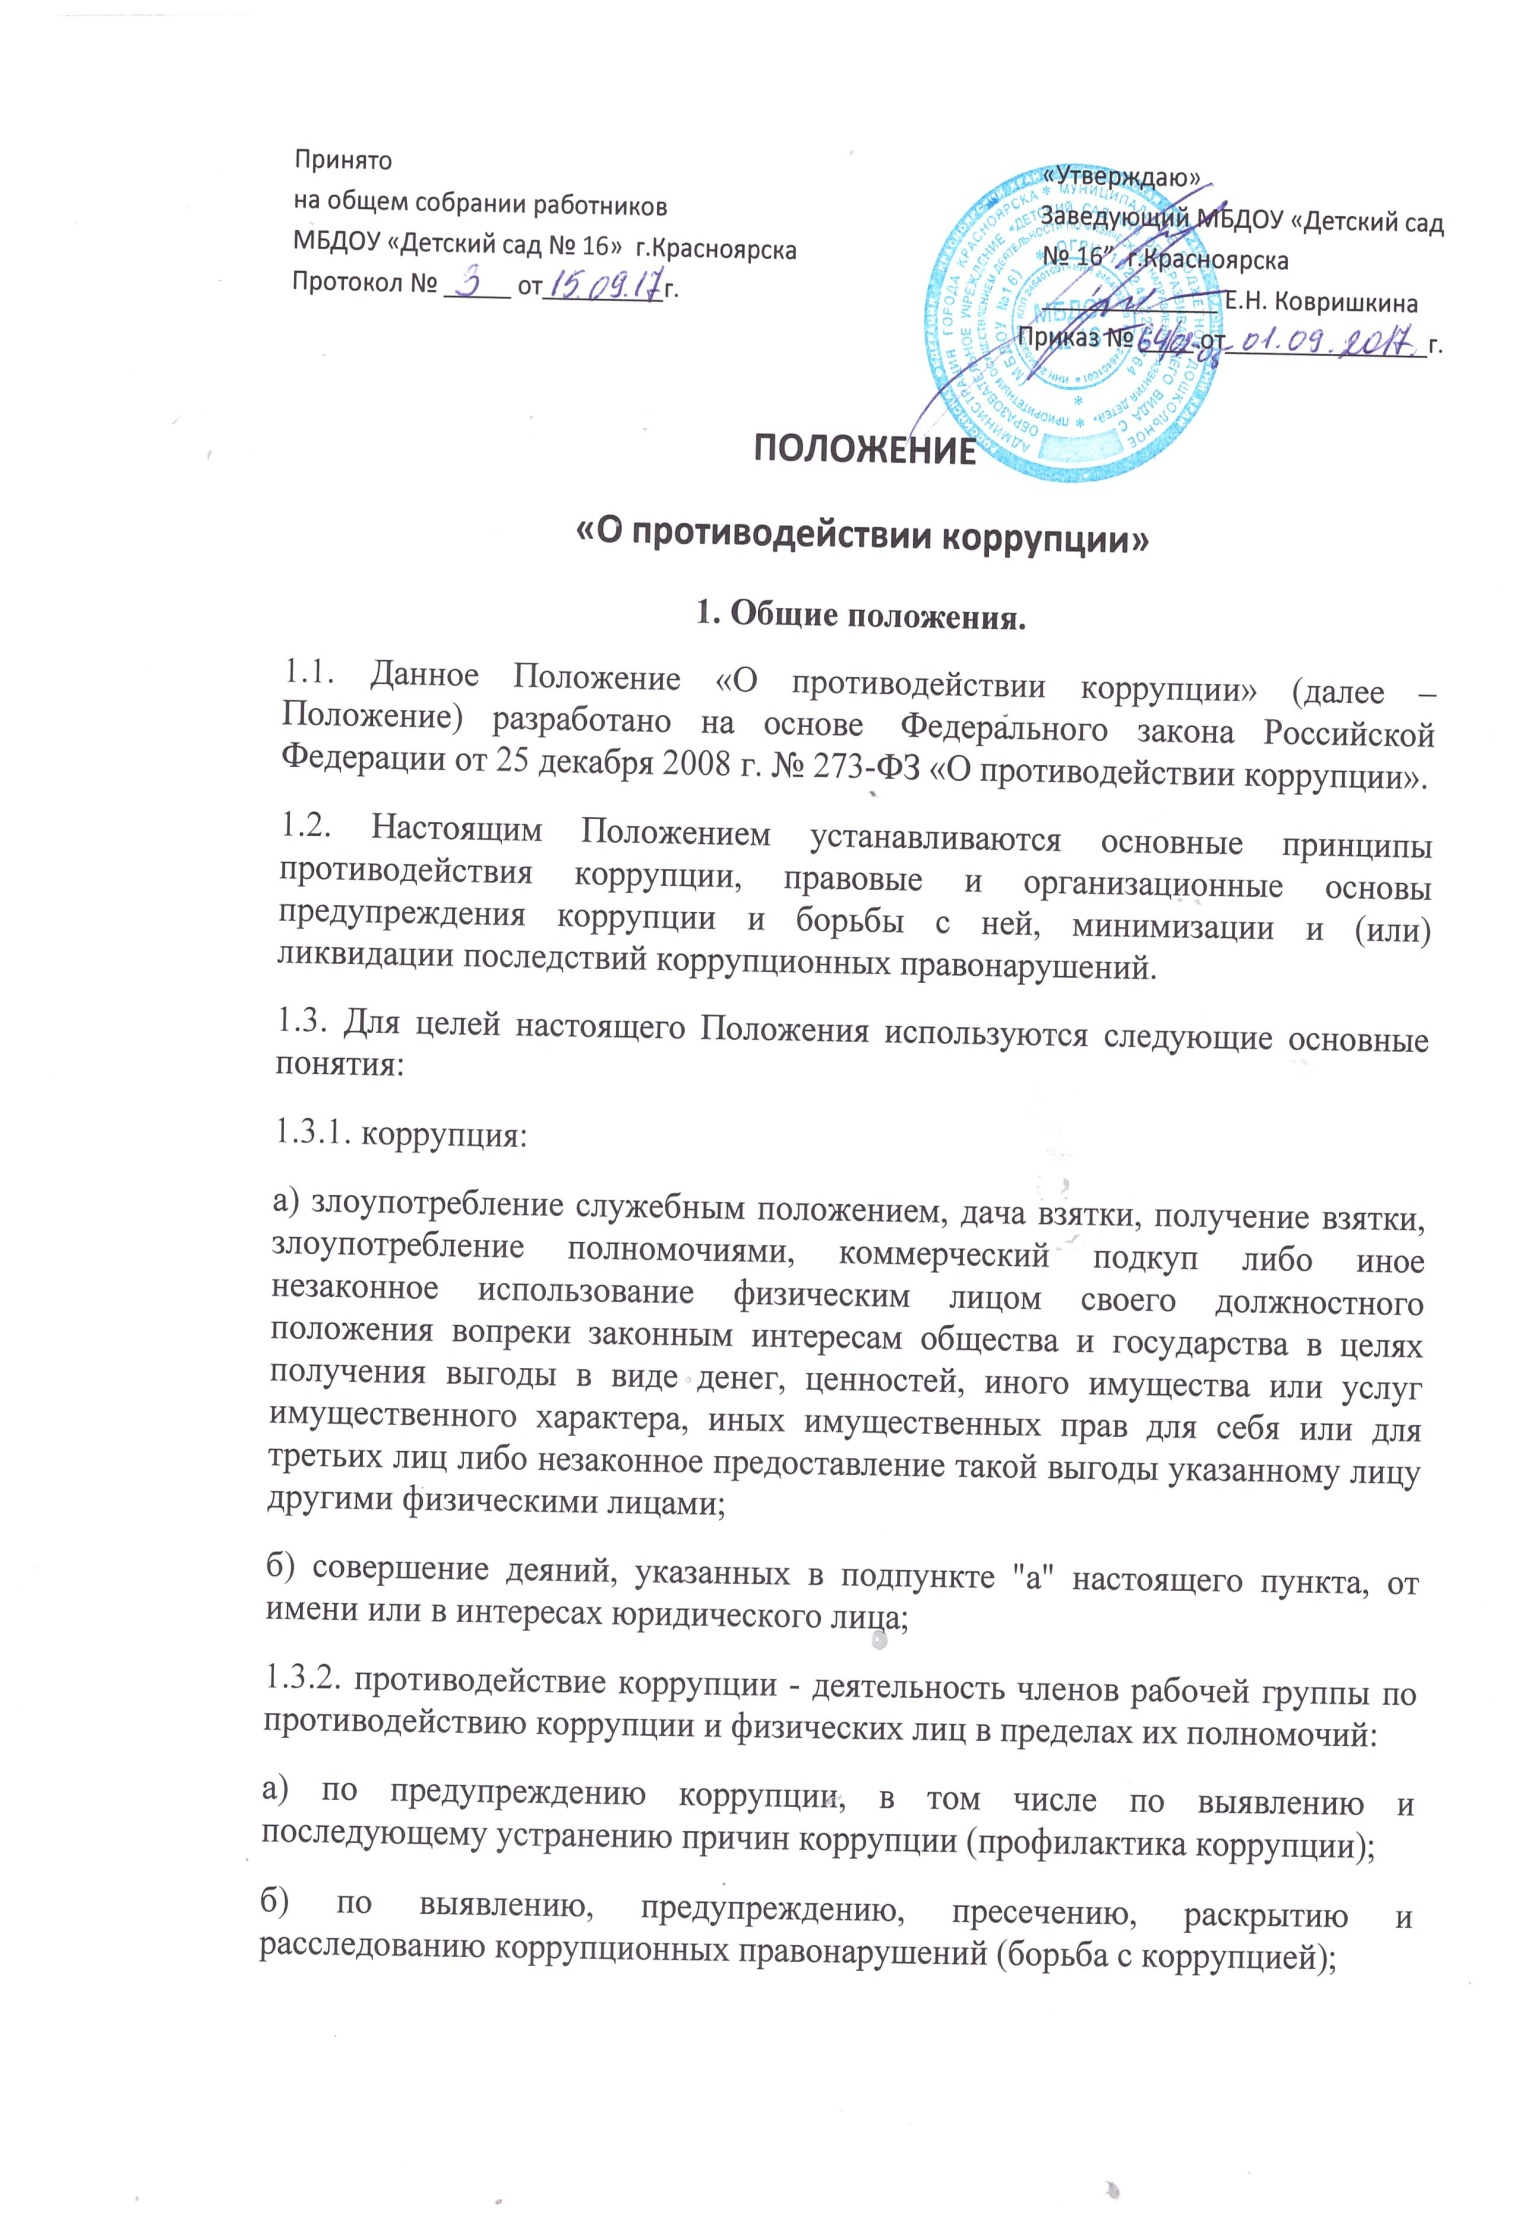 Принято
на общем собрании работников
МБДОУ «Детский сад № 16» г.Красноярска
Протокол № 3 от 15.09.17 г.
«Утверждаю»
Заведующий МБДОУ «Детский сад
№ 16” г.Красноярска
Е.Н. Ковришкина
Приказ № от 01.09.2017 г.
ПОЛОЖЕНИЕ
«О противодействии коррупции»
1. Общие положения.
1.1. Данное Положение «О противодействии коррупции» (далее –
Положение) разработано на основе Федерального закона Российской
Федерации от 25 декабря 2008 г. № 273-ФЗ «О противодействии коррупции».
1.2. Настоящим Положением устанавливаются основные принципы
противодействия коррупции, правовые и организационные основы
предупреждения коррупции и борьбы с ней, минимизации и (или)
ликвидации последствий коррупционных правонарушений.
1.3. Для целей настоящего Положения используются следующие основные
понятия:
1.3.1. коррупция:
а) злоупотребление служебным положением, дача взятки, получение взятки,
злоупотребление полномочиями, коммерческий подкуп либо иное
незаконное использование физическим лицом своего должностного
положения вопреки законным интересам общества и государства в целях
получения выгоды в виде денег, ценностей, иного имущества или услуг
имущественного характера, иных имущественных прав для себя или для
третьих лиц либо незаконное предоставление такой выгоды указанному лицу
другими физическими лицами;
б) совершение деяний, указанных в подпункте "а" настоящего пункта, от
имени или в интересах юридического лица;
1.3.2. противодействие коррупции - деятельность членов рабочей группы по
противодействию коррупции и физических лиц в пределах их полномочий:
а) по предупреждению коррупции, в том числе по выявлению и
последующему устранению причин коррупции (профилактика коррупции);
б) по выявлению, предупреждению, пресечению, раскрытию и
расследованию коррупционных правонарушений (борьба с коррупцией);